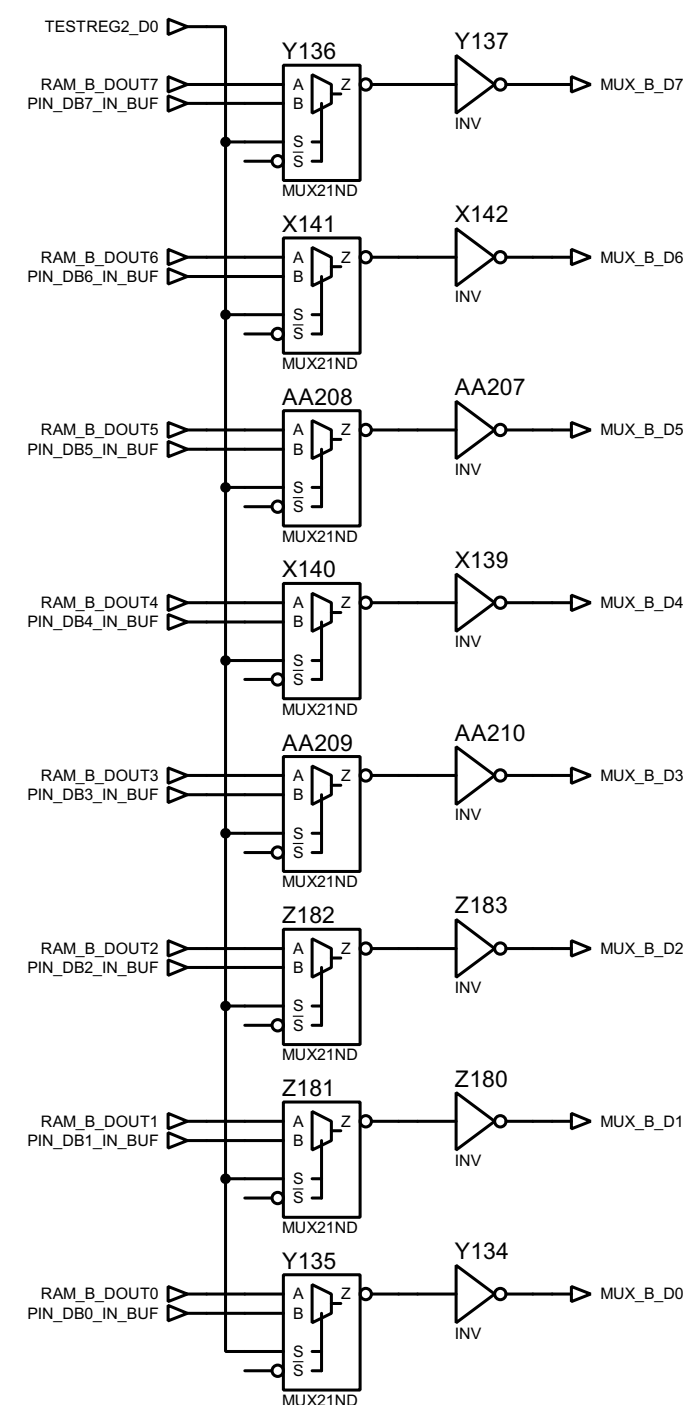 TESTREG2_D0
Y136
Y137
RAM_B_DOUT7
A
Z
MUX_B_D7
PIN_DB7_IN_BUF
B
S
INV
S̅
MUX21ND
X141
X142
RAM_B_DOUT6
A
Z
MUX_B_D6
PIN_DB6_IN_BUF
B
INV
S
S̅
MUX21ND
AA208
AA207
RAM_B_DOUT5
A
Z
MUX_B_D5
PIN_DB5_IN_BUF
B
INV
S
S̅
MUX21ND
X140
X139
RAM_B_DOUT4
A
Z
MUX_B_D4
PIN_DB4_IN_BUF
B
INV
S
S̅
MUX21ND
AA209
AA210
RAM_B_DOUT3
A
Z
MUX_B_D3
PIN_DB3_IN_BUF
B
INV
S
S̅
MUX21ND
Z182
Z183
RAM_B_DOUT2
A
Z
MUX_B_D2
PIN_DB2_IN_BUF
B
INV
S
S̅
MUX21ND
Z181
Z180
RAM_B_DOUT1
A
Z
MUX_B_D1
PIN_DB1_IN_BUF
B
INV
S
S̅
MUX21ND
Y135
Y134
RAM_B_DOUT0
A
Z
MUX_B_D0
PIN_DB0_IN_BUF
B
INV
S
S̅
MUX21ND